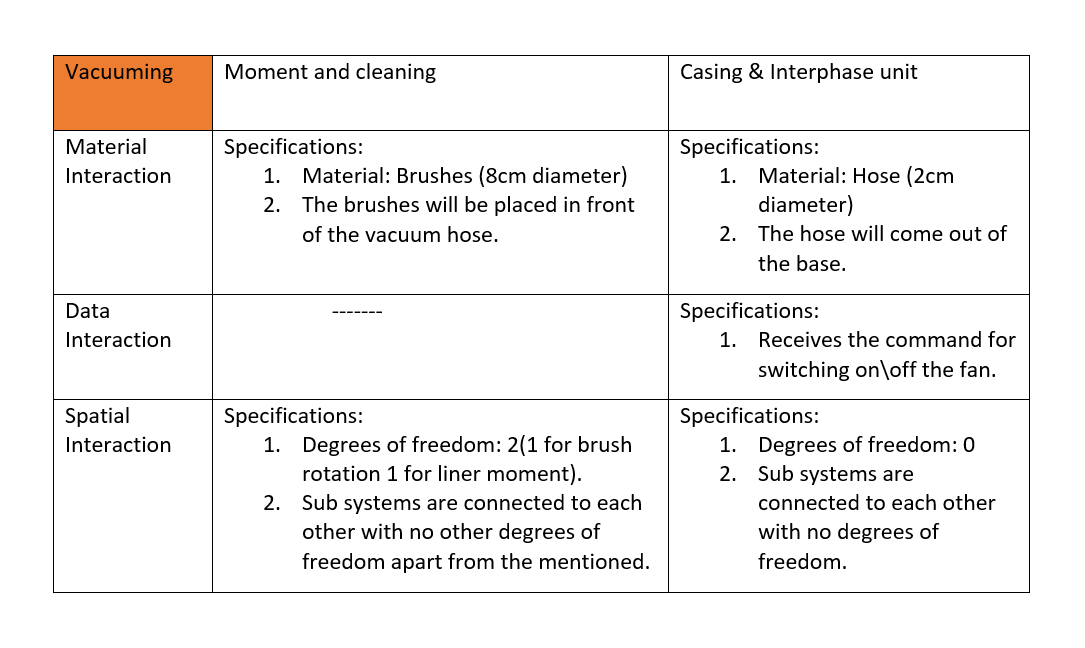 Vacuuming
Moment and cleaning
Casing & Interphase unit
Material
Interaction
Specifications:
1. Material: Brushes (8cm diameter)
2. The brushes will be placed in front
of the vacuum hose.
Specifications:
1. Material: Hose (2cm
diameter)
2. The hose will come out of
the base.
Data
Interaction
-------
Specifications:
1. Receives the command for
switching on\off the fan.
Spatial
Interaction
Specifications:
1. Degrees of freedom: 2(1 for brush
rotation 1 for liner moment).
2. Sub systems are connected to each
other with no other degrees of
freedom apart from the mentioned.
Specifications:
1. Degrees of freedom: 0
2. Sub systems are
connected to each other
with no degrees of
freedom.